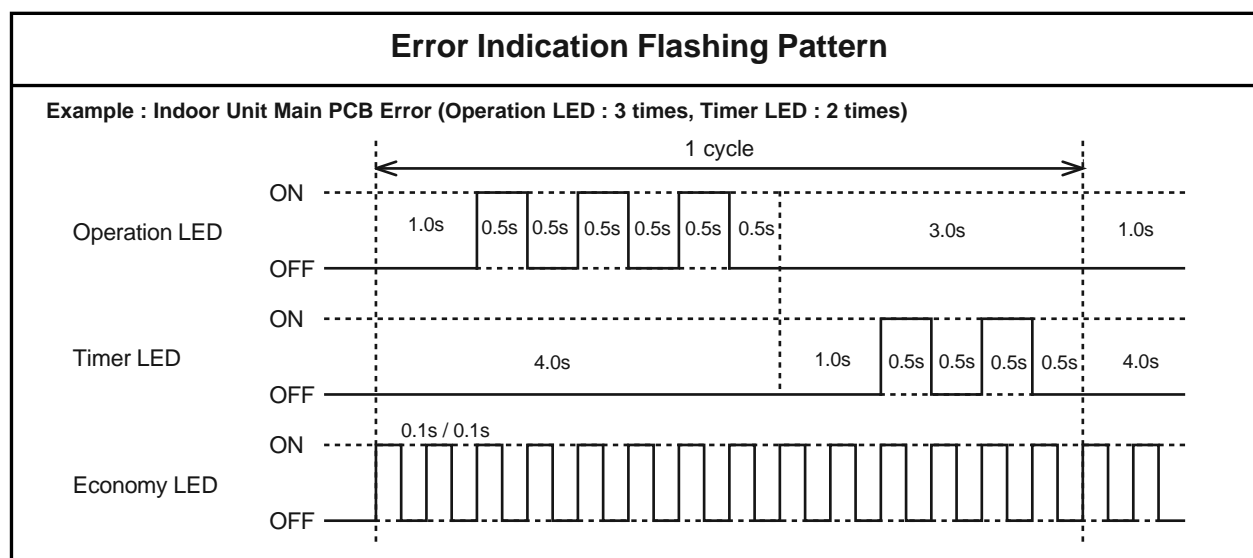 Error Indication Flashing Pattern
Example : Indoor Unit Main PCB Error (Operation LED : 3 times, Timer LED : 2 times)
1 cycle
ON
Operation LED
1.0s 0.5s 0.5s 0.5s 0.5s 0.5s 0.5s 3.0s 1.0s
OFF
ON
Timer LED
4.0s 1.0s 0.5s 0.5s 0.5s 0.5s 4.0s
OFF
0.1s / 0.1s
ON
Economy LED
OFF